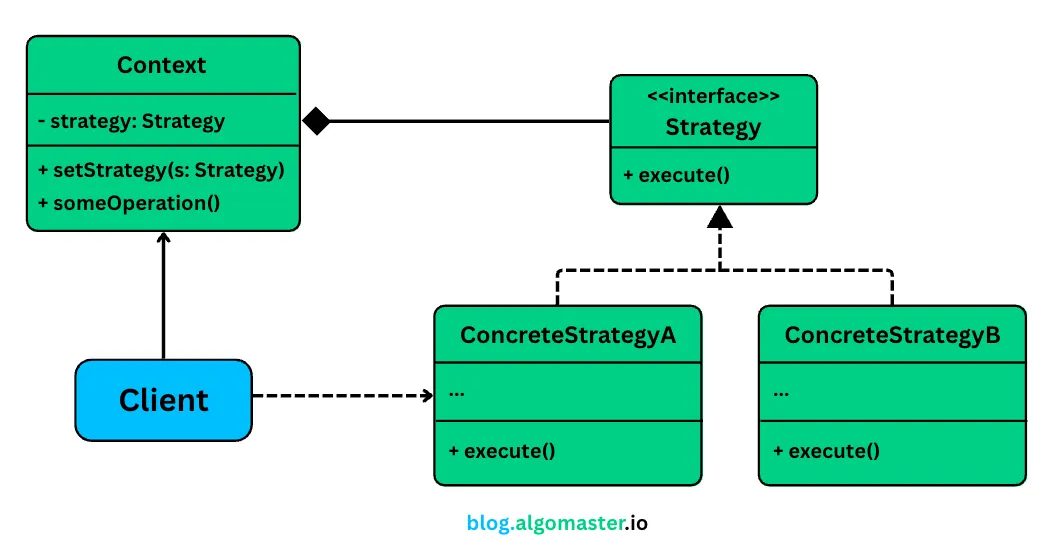 Context
- strategy: Strategy
+ setStrategy(s: Strategy)
+ someOperation()
<<interface>>
Strategy
+ execute()
Client
ConcreteStrategyA
...
+ execute()
ConcreteStrategyB
...
+ execute()
blog.algomaster.io